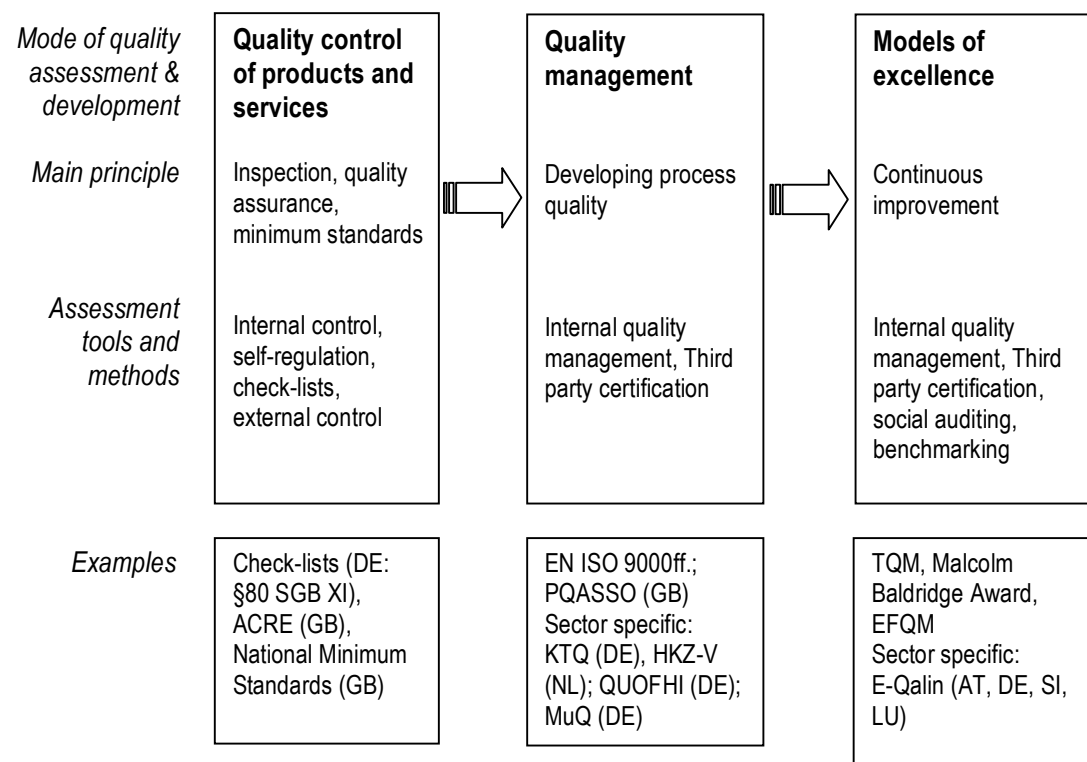 Mode of quality
assessment &
development
Quality control
of products and
services
Quality
management
Models of
excellence
Main principle
Inspection, quality
assurance,
minimum standards
Developing process
quality
Continuous
improvement
Assessment
tools and
methods
Internal control,
self-regulation,
check-lists,
external control
Internal quality
management, Third
party certification
Internal quality
management, Third
party certification,
social auditing,
benchmarking
Examples
Check-lists (DE:
§80 SGB XI),
ACRE (GB),
National Minimum
Standards (GB)
EN ISO 9000ff.;
PQASSO (GB)
Sector specific:
KTQ (DE), HKZ-V
(NL); QUOFHI (DE);
MuQ (DE)
TQM, Malcolm
Baldridge Award,
EFQM
Sector specific:
E-Qalin (AT, DE, SI,
LU)